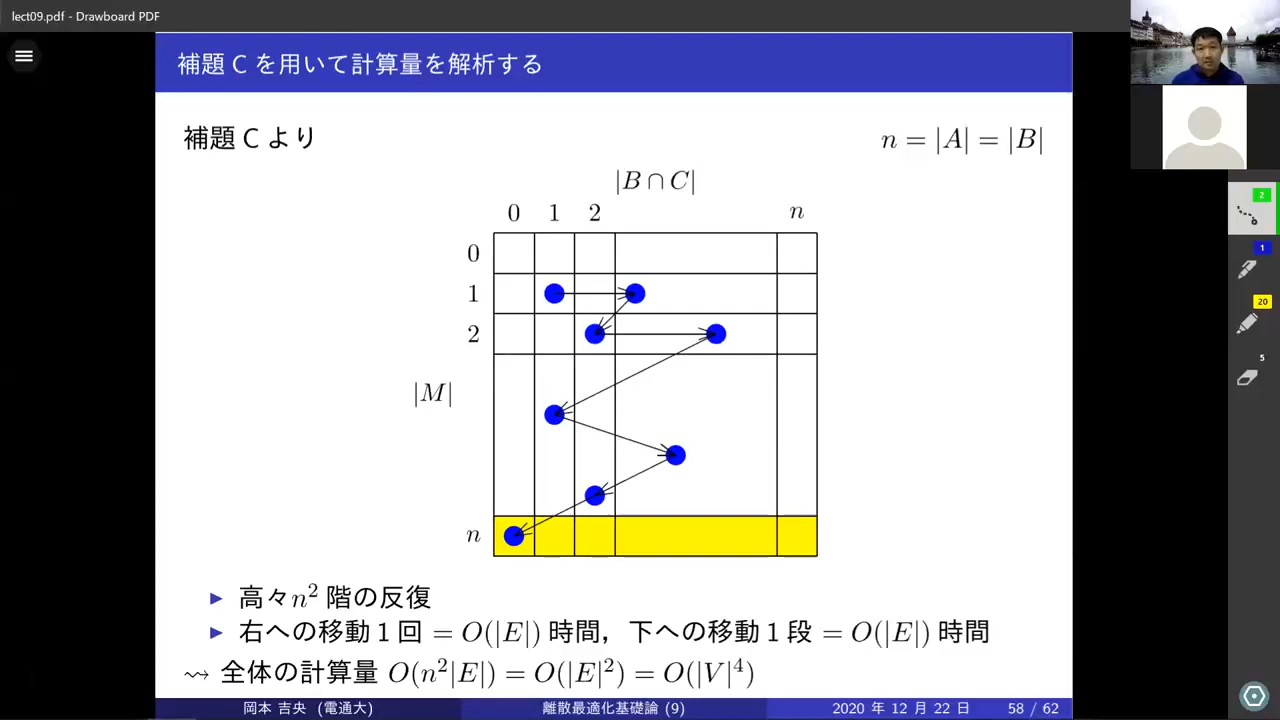 lect09.pdf - Drawboard PDF
補題 C を用いて計算量を解析する
補題 C より
n = |A| = |B|
|B ∩ C|
0 1 2 n
0
1
2
|M|
n
▶ 高々 n² 階の反復
▶ 右への移動 1 回 = O(|E|) 時間，下への移動 1 段 = O(|E|) 時間
⇝ 全体の計算量 O(n²|E|) = O(|E|²) = O(|V|⁴)
岡本 吉央 (電通大) 離散最適化基礎論 (9) 2020 年 12 月 22 日 58 / 62
2
1
20
5